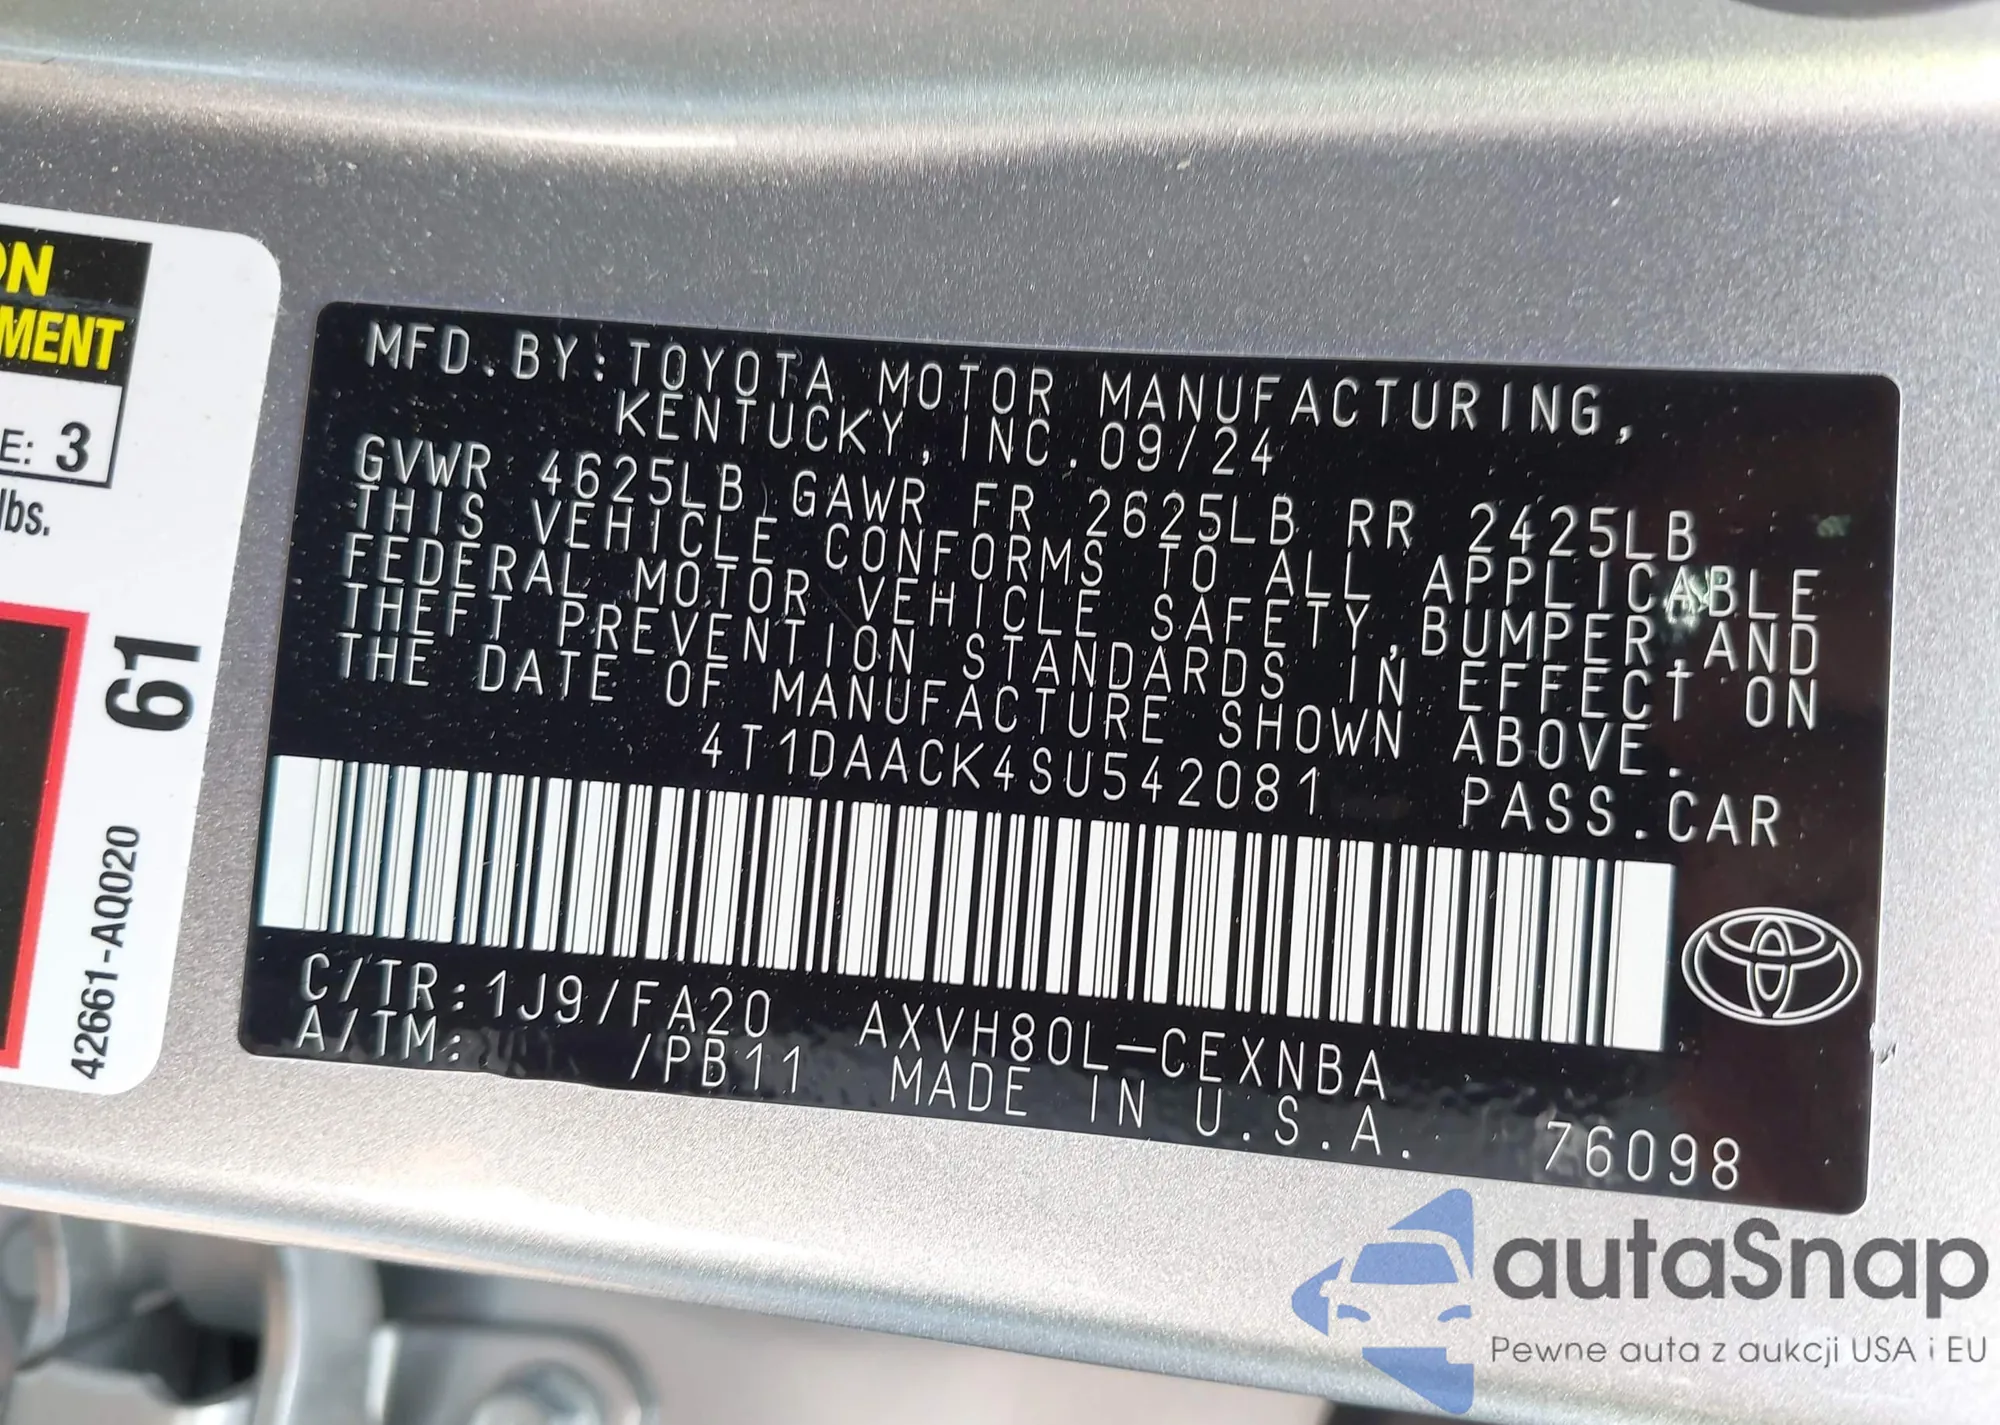 ON
MENT
E: 3
lbs.
61
42661-AQ020
MFD.BY:TOYOTA MOTOR MANUFACTURING,
KENTUCKY, INC.09/24
GVWR 4625LB GAWR FR 2625LB RR 2425LB
THIS VEHICLE CONFORMS TO ALL APPLICABLE
FEDERAL MOTOR VEHICLE SAFETY,BUMPER,AND
THEFT PREVENTION STANDARDS IN EFFECT ON
THE DATE OF MANUFACTURE SHOWN ABOVE.
4T1DAACK4SU542081 PASS.CAR
C/TR:1J9/FA20 AXVH80L-CEXNBA
A/TM: /PB11 MADE IN U.S.A. 76098
autaSnap
Pewne auta z aukcji USA i EU